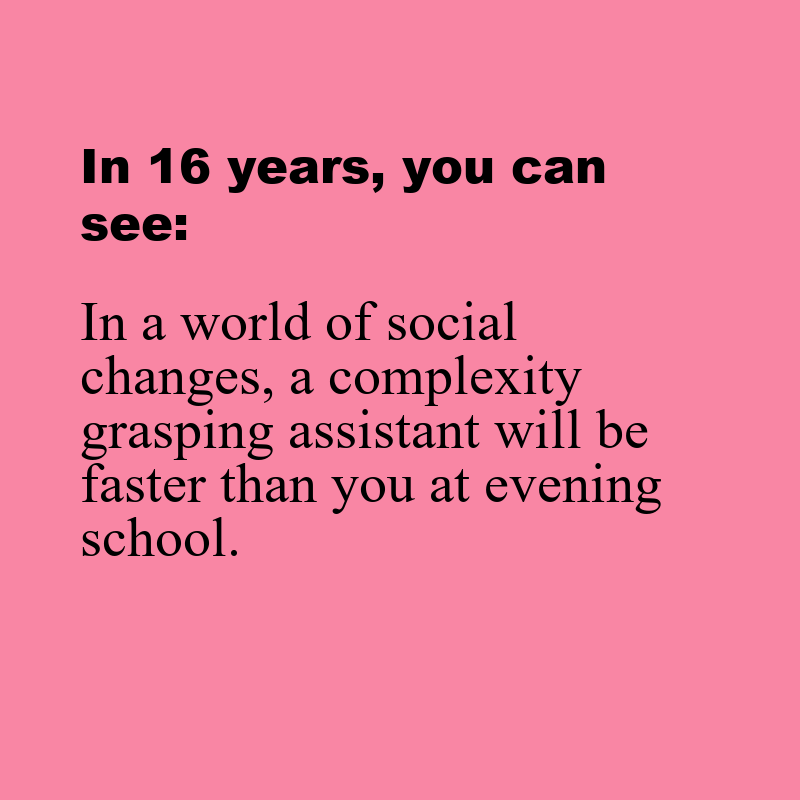 In 16 years, you can
see:
In a world of social
changes, a complexity
grasping assistant will be
faster than you at evening
school.